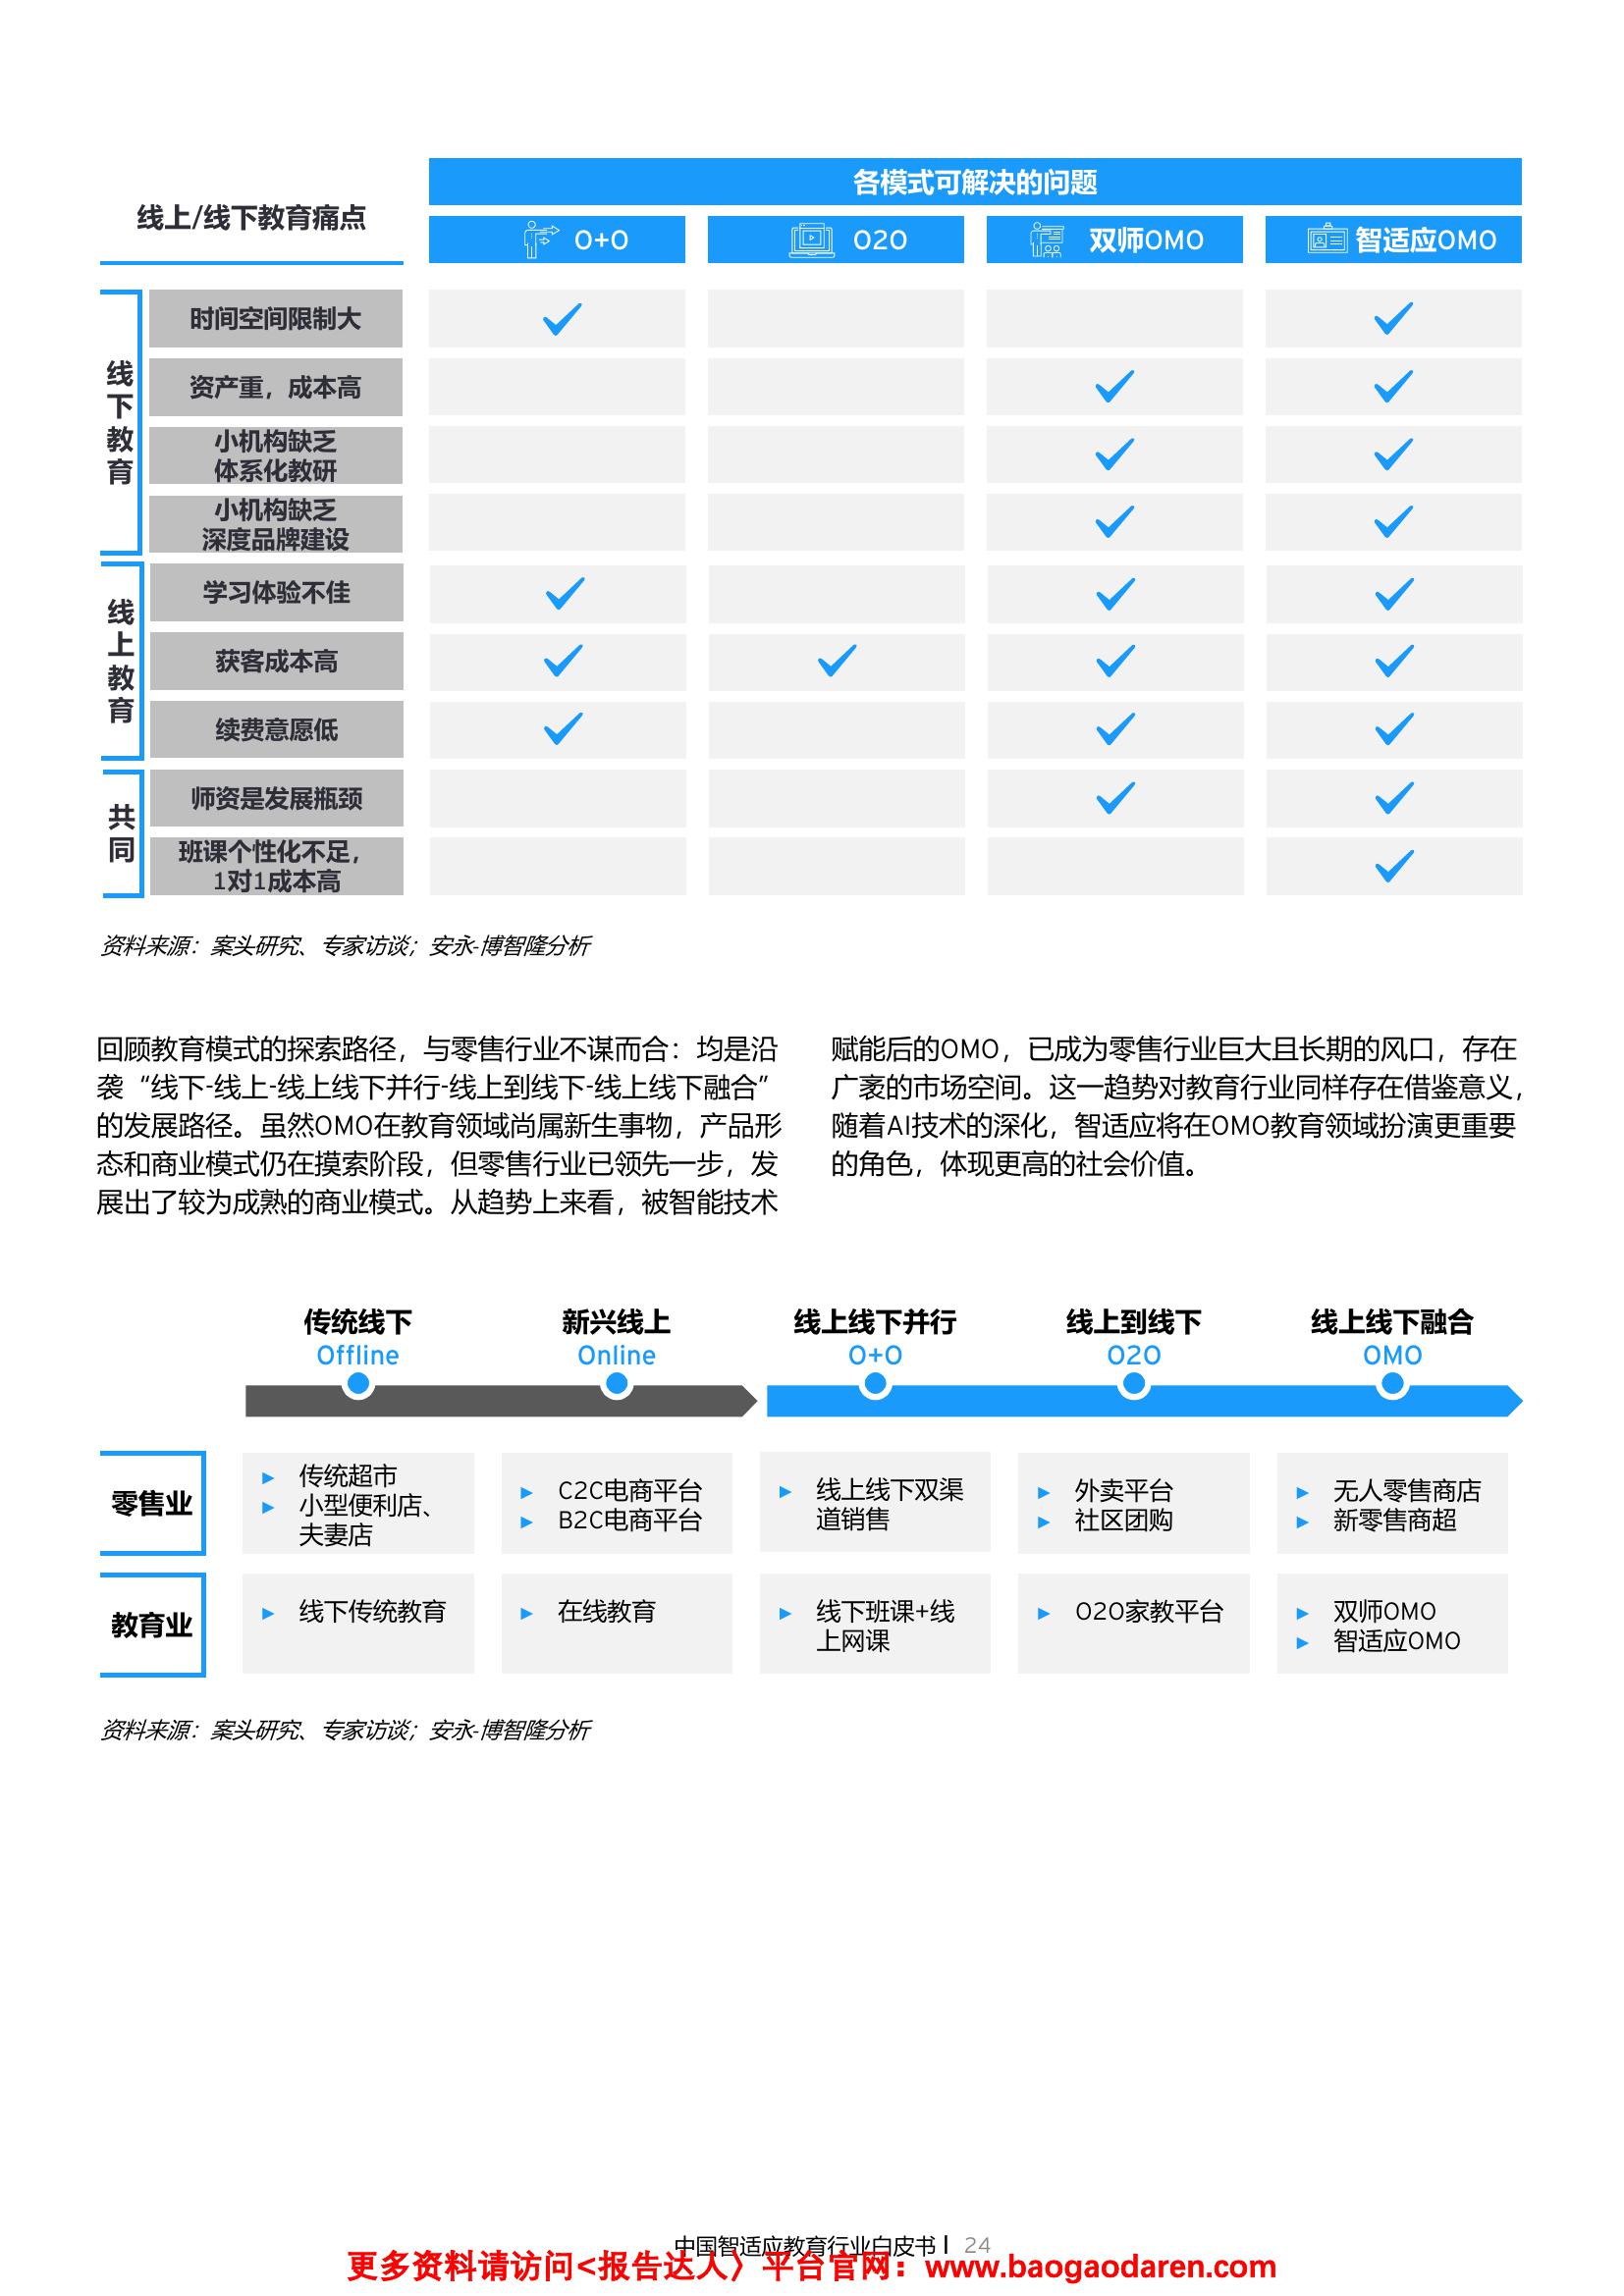 线上/线下教育痛点
各模式可解决的问题
O+O
O2O
双师OMO
智适应OMO
线下教育
时间空间限制大
资产重，成本高
小机构缺乏
体系化教研
小机构缺乏
深度品牌建设
线上教育
学习体验不佳
获客成本高
续费意愿低
共同
师资是发展瓶颈
班课个性化不足，
1对1成本高
资料来源：案头研究、专家访谈；安永-博智隆分析
回顾教育模式的探索路径，与零售行业不谋而合：均是沿
袭“线下-线上-线上线下并行-线上到线下-线上线下融合”
的发展路径。虽然OMO在教育领域尚属新生事物，产品形
态和商业模式仍在摸索阶段，但零售行业已领先一步，发
展出了较为成熟的商业模式。从趋势上来看，被智能技术
赋能后的OMO，已成为零售行业巨大且长期的风口，存在
广袤的市场空间。这一趋势对教育行业同样存在借鉴意义，
随着AI技术的深化，智适应将在OMO教育领域扮演更重要
的角色，体现更高的社会价值。
传统线下
Offline
新兴线上
Online
线上线下并行
O+O
线上到线下
O2O
线上线下融合
OMO
零售业
传统超市
小型便利店、
夫妻店
C2C电商平台
B2C电商平台
线上线下双渠
道销售
外卖平台
社区团购
无人零售商店
新零售商超
教育业
线下传统教育
在线教育
线下班课+线
上网课
O2O家教平台
双师OMO
智适应OMO
资料来源：案头研究、专家访谈；安永-博智隆分析
中国智适应教育行业白皮书 | 24
更多资料请访问<报告达人〉平台官网：www.baogaodaren.com